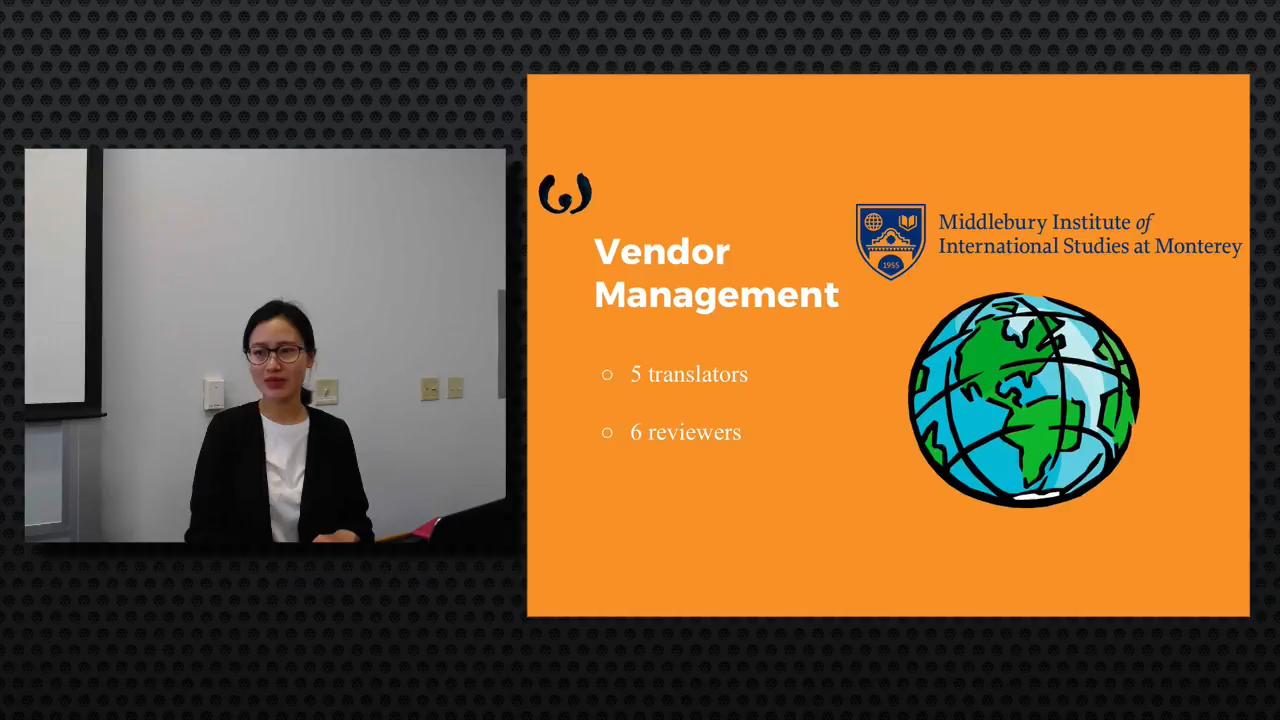 Vendor
Management
5 translators
6 reviewers
Middlebury Institute of
International Studies at Monterey
1955